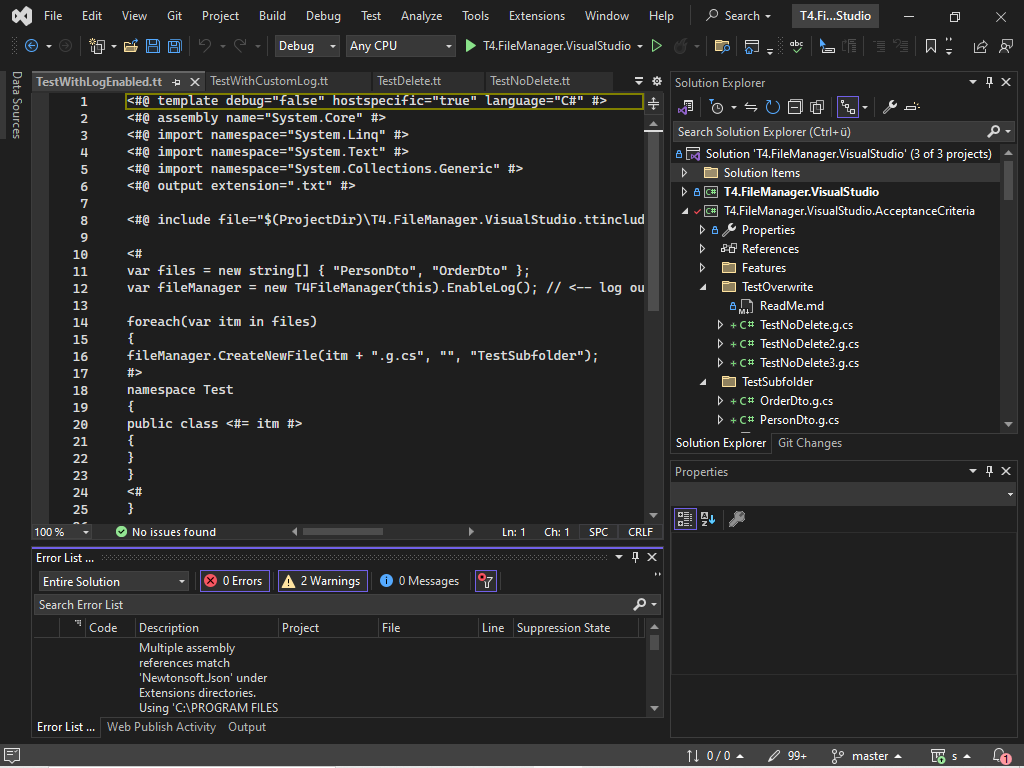 File Edit View Git Project Build Debug Test Analyze Tools Extensions Window Help Search T4.Fi...Studio
Debug Any CPU T4.FileManager.VisualStudio
Data Sources
TestWithLogEnabled.tt TestWithCustomLog.tt TestDelete.tt TestNoDelete.tt
1 <#@ template debug="false" hostspecific="true" language="C#" #>
2 <#@ assembly name="System.Core" #>
3 <#@ import namespace="System.Linq" #>
4 <#@ import namespace="System.Text" #>
5 <#@ import namespace="System.Collections.Generic" #>
6 <#@ output extension=".txt" #>
7
8 <#@ include file="$(ProjectDir)\T4.FileManager.VisualStudio.ttinclud
9
10 <#
11 var files = new string[] { "PersonDto", "OrderDto" };
12 var fileManager = new T4FileManager(this).EnableLog(); // <-- log ou
13
14 foreach(var itm in files)
15 {
16 fileManager.CreateNewFile(itm + ".g.cs", "", "TestSubfolder");
17 #>
18 namespace Test
19 {
20 public class <#= itm #>
21 {
22 }
23 }
24 <#
25 }
100 % No issues found Ln: 1 Ch: 1 SPC CRLF
Error List ...
Entire Solution 0 Errors 2 Warnings 0 Messages
Search Error List
Code Description Project File Line Suppression State
Multiple assembly
references match
'Newtonsoft.Json' under
Extensions directories.
Using 'C:\PROGRAM FILES
Error List ... Web Publish Activity Output
Solution Explorer
Search Solution Explorer (Ctrl+ü)
Solution 'T4.FileManager.VisualStudio' (3 of 3 projects)
Solution Items
C# T4.FileManager.VisualStudio
C# T4.FileManager.VisualStudio.AcceptanceCriteria
Properties
References
Features
TestOverwrite
ReadMe.md
C# TestNoDelete.g.cs
C# TestNoDelete2.g.cs
C# TestNoDelete3.g.cs
TestSubfolder
C# OrderDto.g.cs
C# PersonDto.g.cs
Solution Explorer Git Changes
Properties
0 / 0 99+ master s 1